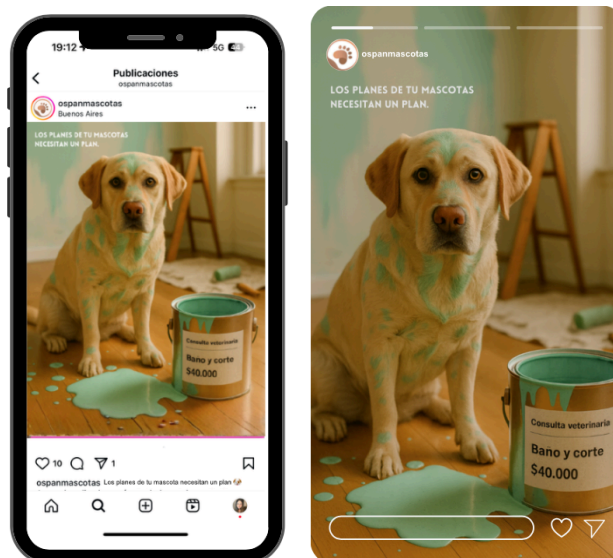 19:12
5G
Publicaciones
ospanmascotas
ospanmascotas
Buenos Aires
LOS PLANES DE TU MASCOTAS
NECESITAN UN PLAN.
Consulta veterinaria
Baño y corte
$40.000
10
1
ospanmascotas Los planes de tu mascota necesitan un plan
ospanmascotas
LOS PLANES DE TU MASCOTAS
NECESITAN UN PLAN.
Consulta veterinaria
Baño y corte
$40.000